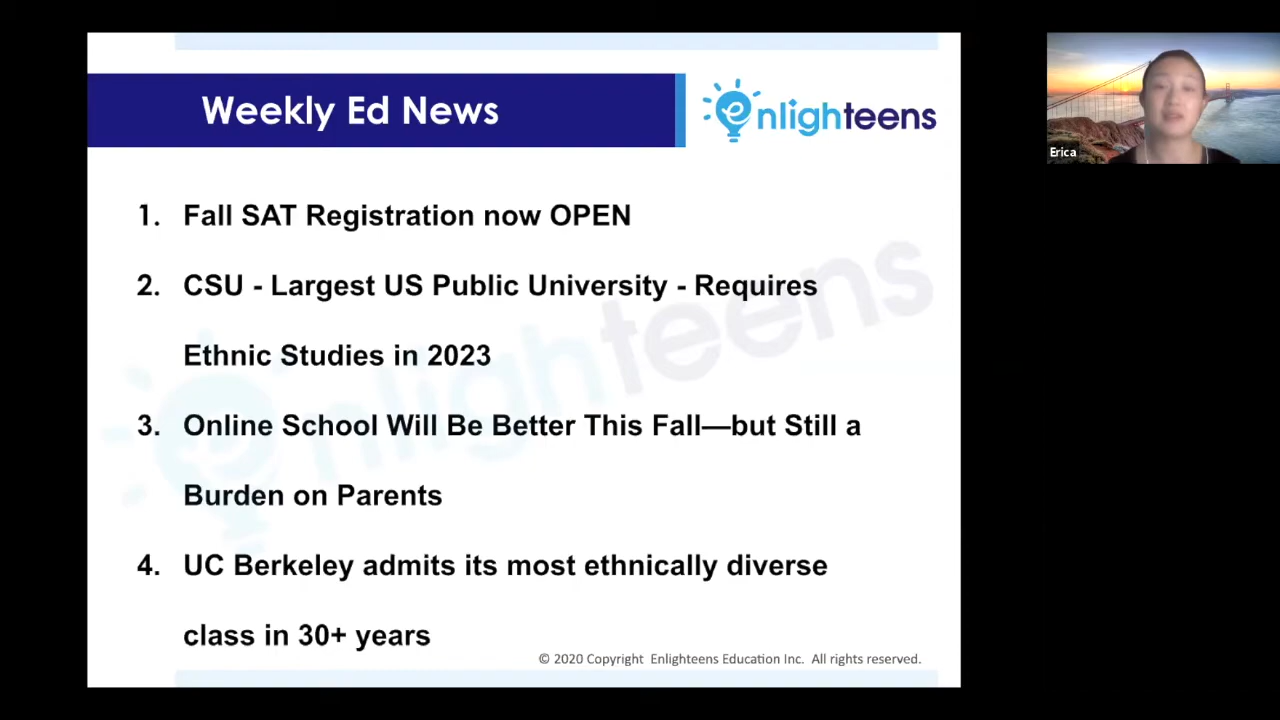 Weekly Ed News
enlighteens
1. Fall SAT Registration now OPEN
2. CSU - Largest US Public University - Requires
Ethnic Studies in 2023
3. Online School Will Be Better This Fall—but Still a
Burden on Parents
4. UC Berkeley admits its most ethnically diverse
class in 30+ years
© 2020 Copyright Enlighteens Education Inc. All rights reserved.
enlighteens
Erica